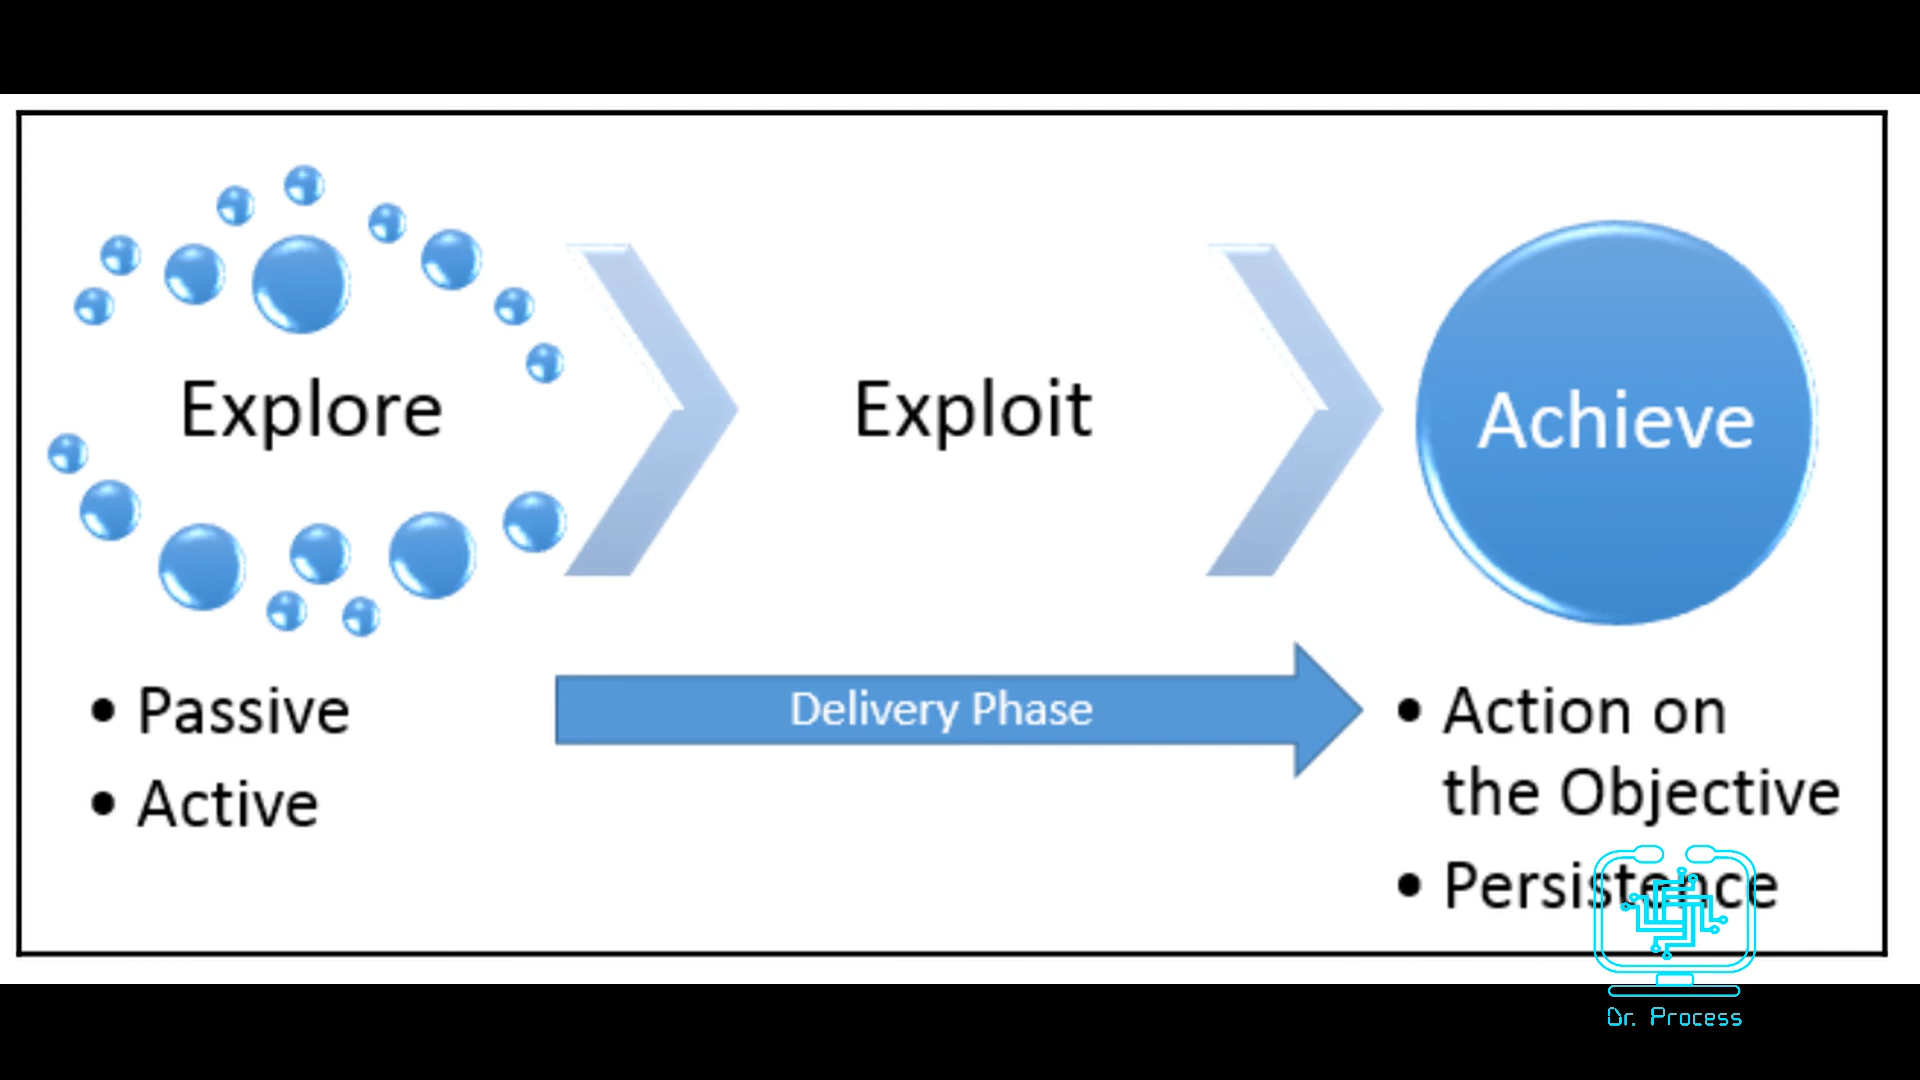 Explore
Exploit
Achieve
• Passive
• Active
Delivery Phase
• Action on
the Objective
• Persistence
Dr. Process